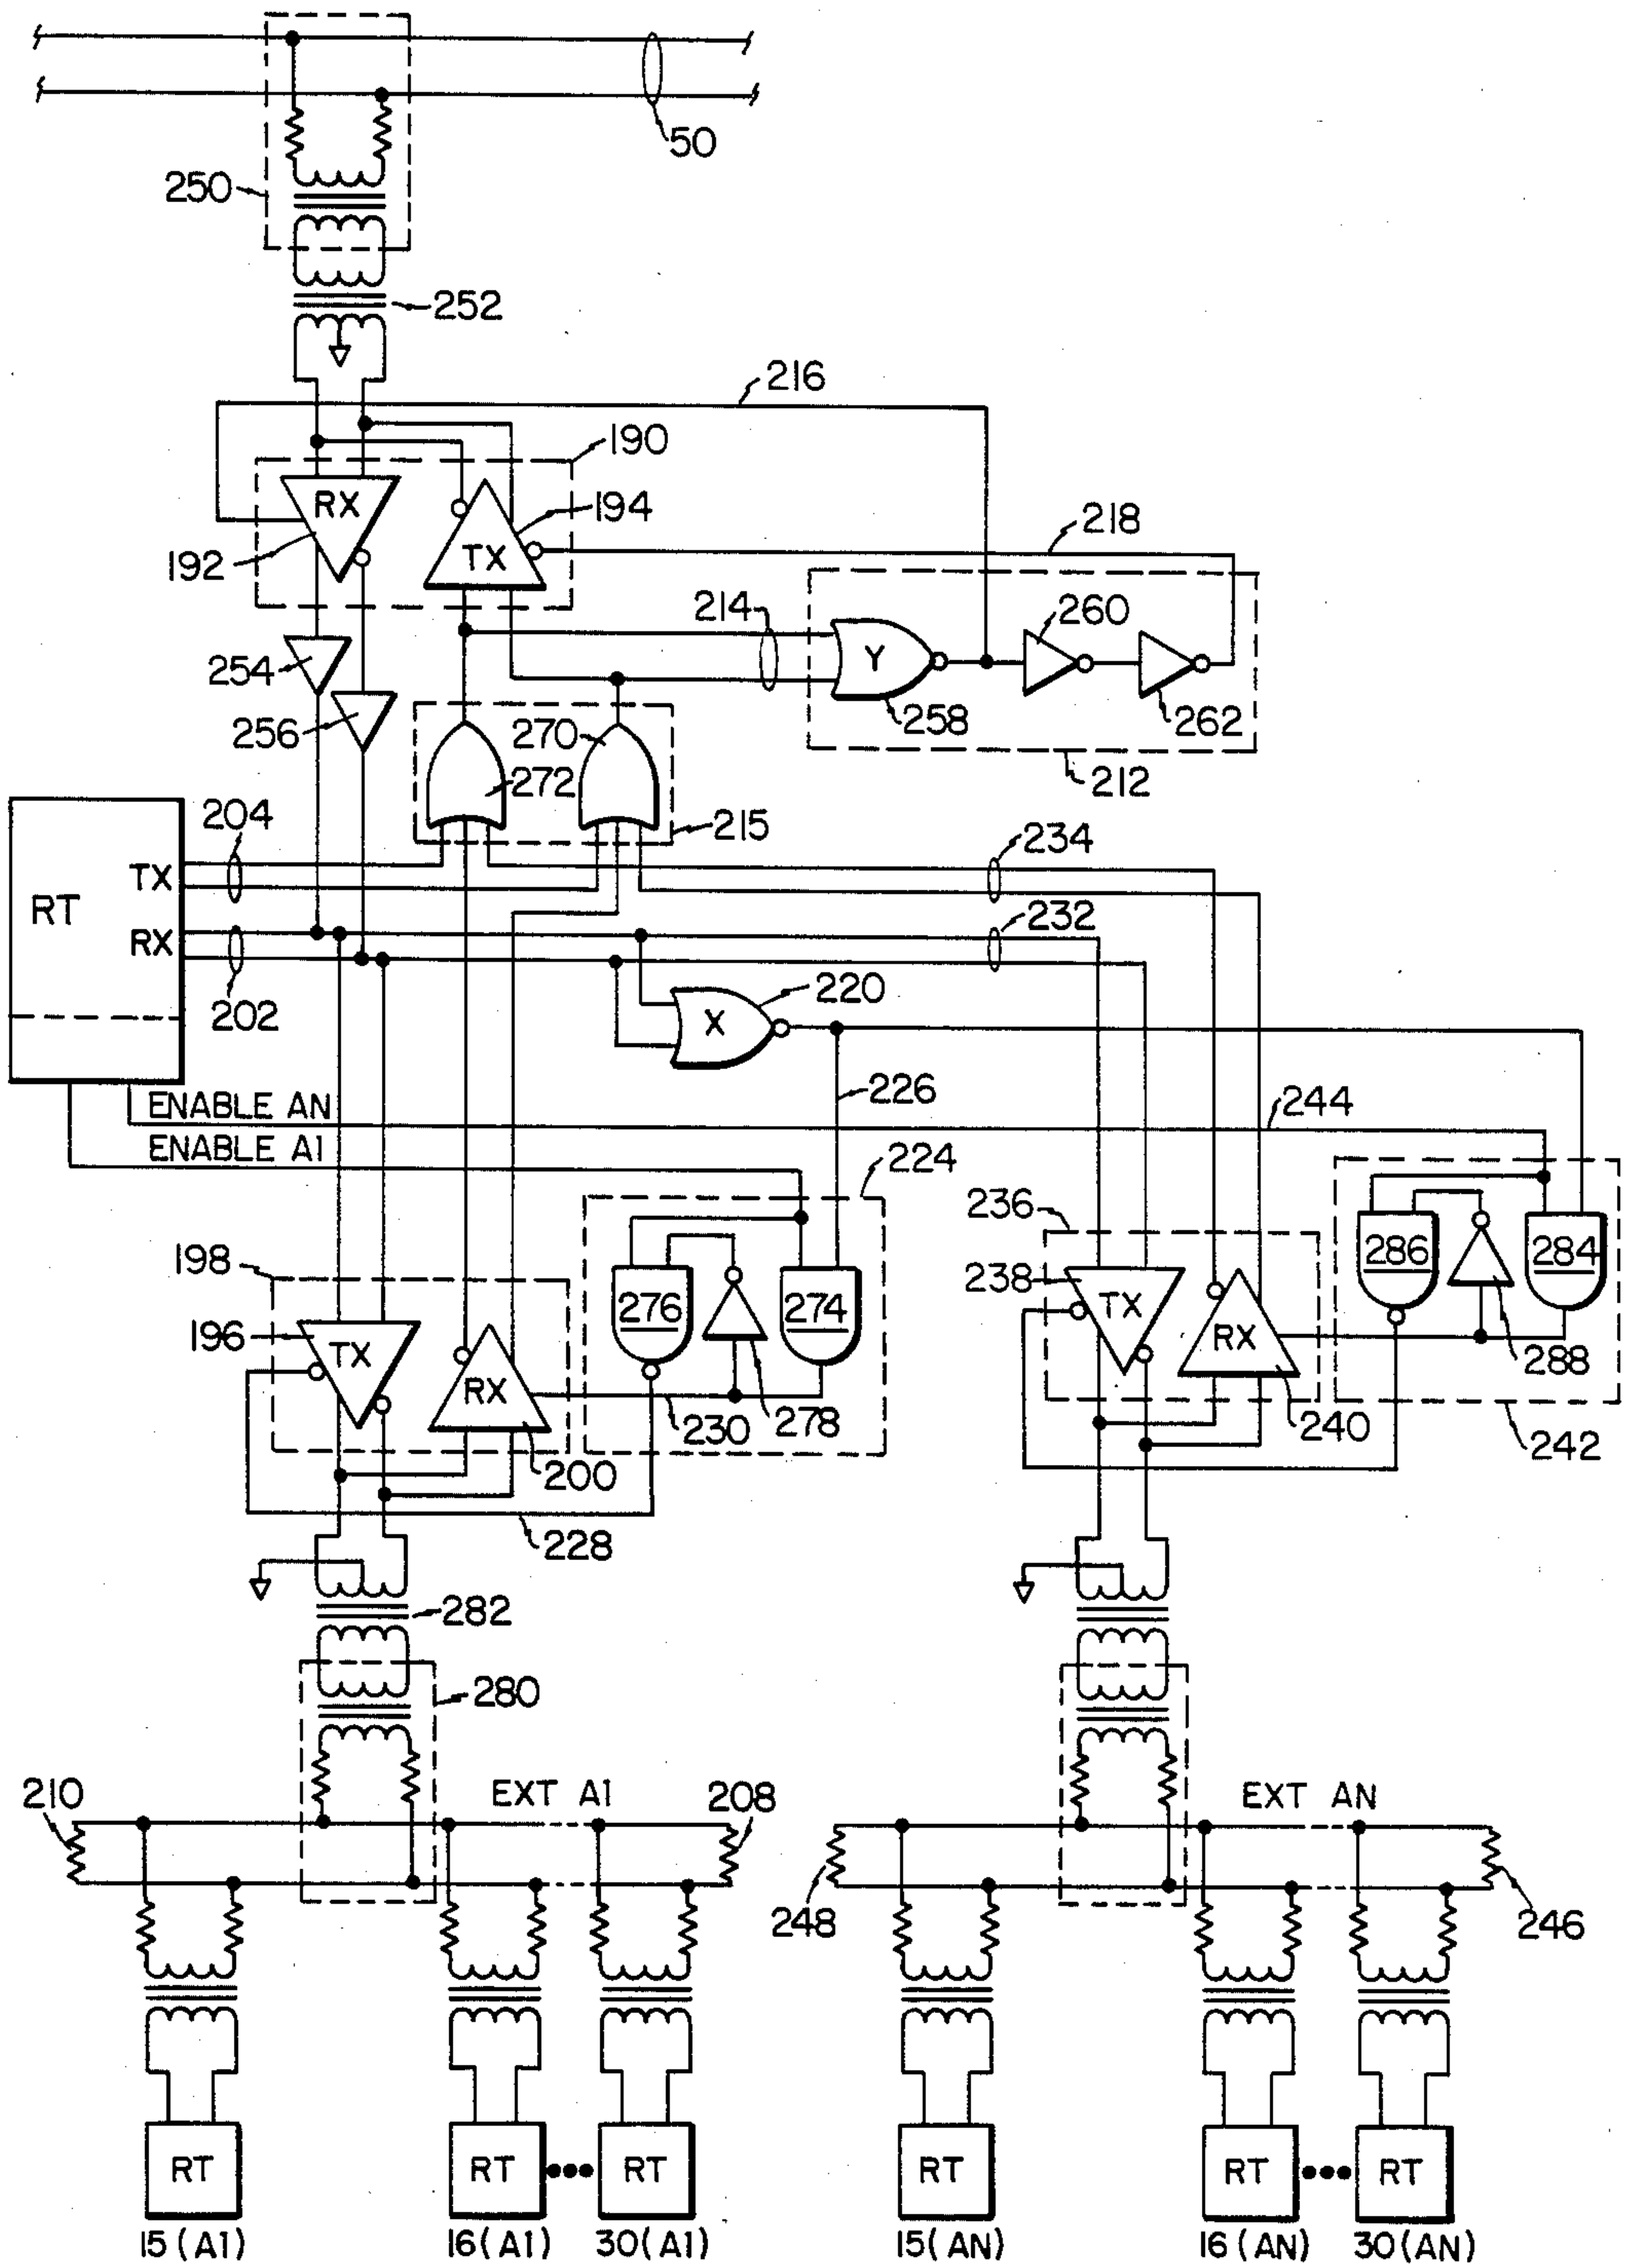 50
250
252
216
190
RX
194
218
192
TX
214
260
254
Y
256
270
258
262
272
212
204
215
234
TX
RT
RX
232
202
220
X
226
ENABLE AN
244
ENABLE A1
224
236
198
286
284
276
274
238
TX
196
TX
RX
288
RX
230
278
240
242
200
228
282
280
210
EXT A1
208
EXT AN
248
246
RT
RT
RT
RT
RT
RT
15(A1)
16(A1)
30(A1)
15(AN)
16(AN)
30(AN)